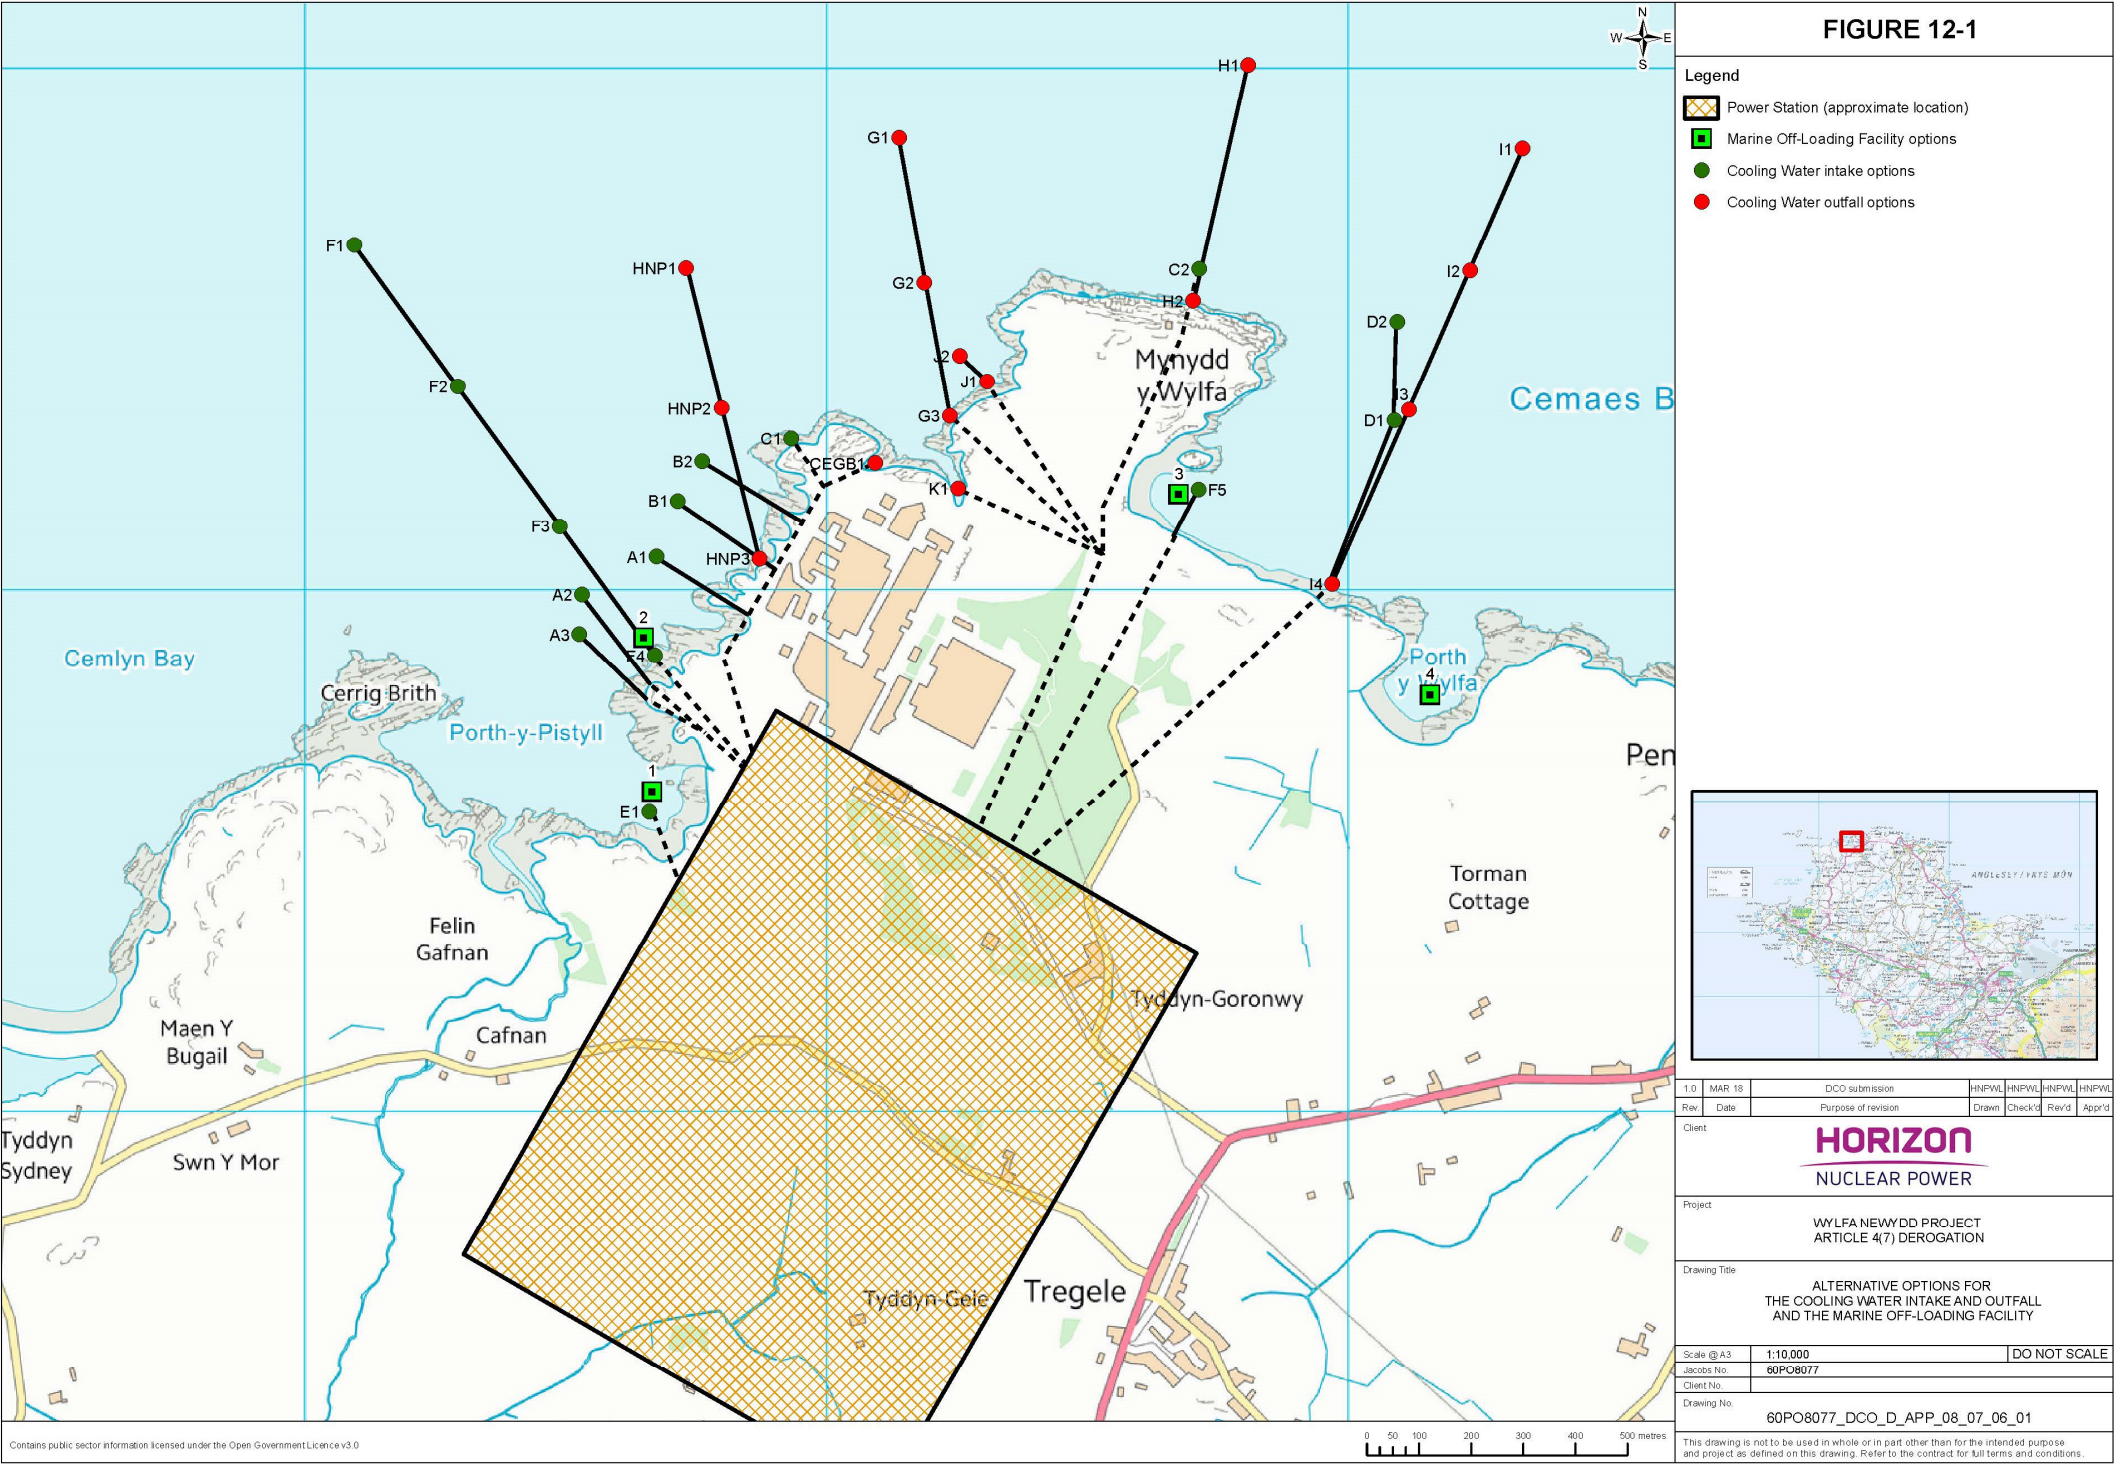 N
W
E
S
H1
G1
I1
F1
HNP1
C2
I2
G2
H2
D2
J2
Mynydd
y Wylfa
J1
F2
I3
Cemaes B
HNP2
G3
D1
C1
B2
CEGB1
3
K1
F5
B1
F3
A1
HNP3
I4
A2
2
A3
F4
Cemlyn Bay
Porth
y Wylfa
4
Cerrig Brith
Porth-y-Pistyll
Pen
1
E1
Torman
Cottage
Felin
Gafnan
Tyddyn-Goronwy
Maen Y
Bugail
Cafnan
Tyddyn
Sydney
Swn Y Mor
Tyddyn-Gele
Tregele
Contains public sector information licensed under the Open Government Licence v3.0
0 50 100 200 300 400 500 metres
FIGURE 12-1
Legend
Power Station (approximate location)
Marine Off-Loading Facility options
Cooling Water intake options
Cooling Water outfall options
ANGLESEY / YNYS MÔN
1.0 MAR 18 DCO submission HNPWL HNPWL HNPWL HNPWL
Rev. Date Purpose of revision Drawn Check'd Rev'd Appr'd
Client
HORIZON
NUCLEAR POWER
Project
WYLFA NEWYDD PROJECT
ARTICLE 4(7) DEROGATION
Drawing Title
ALTERNATIVE OPTIONS FOR
THE COOLING WATER INTAKE AND OUTFALL
AND THE MARINE OFF-LOADING FACILITY
Scale @ A3 1:10,000 DO NOT SCALE
Jacobs No. 60PO8077
Client No.
Drawing No.
60PO8077_DCO_D_APP_08_07_06_01
This drawing is not to be used in whole or in part other than for the intended purpose
and project as defined on this drawing. Refer to the contract for full terms and conditions.